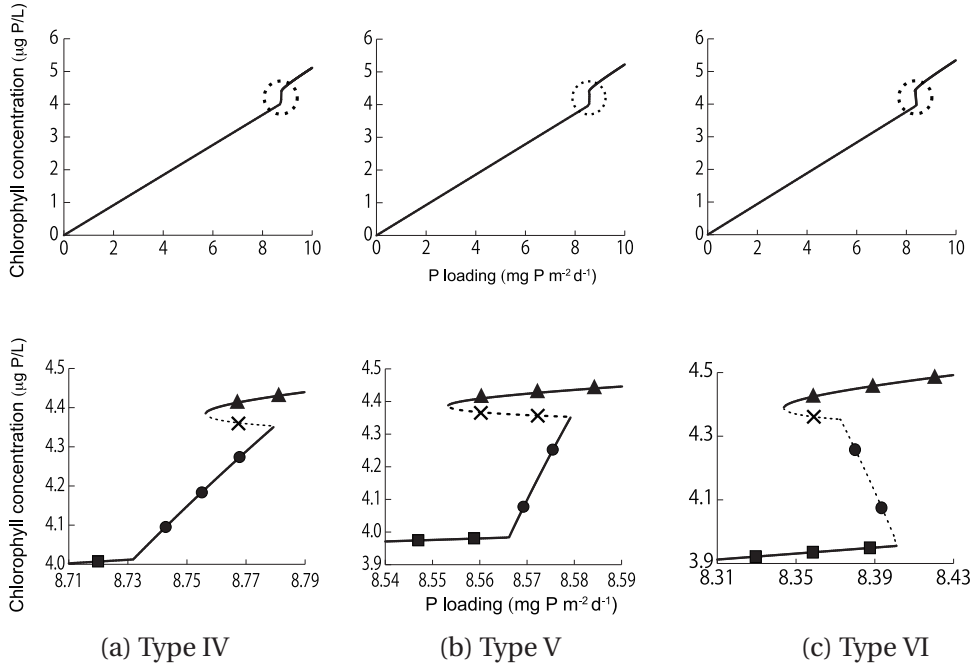 Chlorophyll concentration (µg P/L)
6
5
4
3
2
1
0
0 2 4 6 8 10
6
5
4
3
2
1
0
0 2 4 6 8 10
6
5
4
3
2
1
0
0 2 4 6 8 10
P loading (mg P m-2 d-1)
Chlorophyll concentration (µg P/L)
4.5
4.4
4.3
4.2
4.1
4.0
8.71 8.73 8.75 8.77 8.79
4.5
4.4
4.3
4.2
4.1
4.0
3.9
8.54 8.55 8.56 8.57 8.58 8.59
4.5
4.3
4.1
3.9
8.31 8.35 8.39 8.43
P loading (mg P m-2 d-1)
(a) Type IV
(b) Type V
(c) Type VI